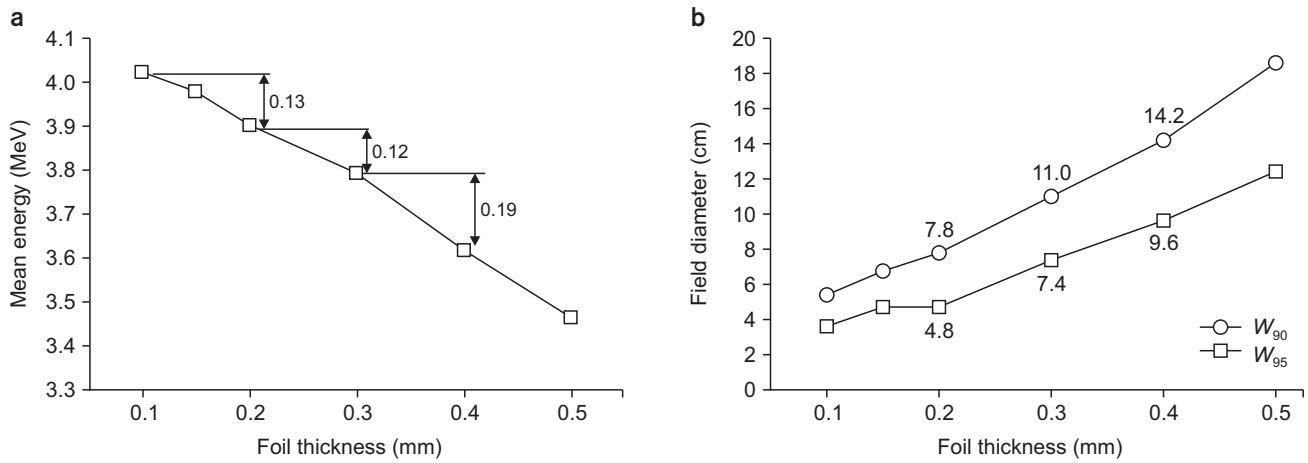 a
4.1
4.0
3.9
3.8
3.7
3.6
3.5
3.4
3.3
Mean energy (MeV)
0.13
0.12
0.19
0.1 0.2 0.3 0.4 0.5
Foil thickness (mm)
b
20
18
16
14
12
10
8
6
4
2
0
Field diameter (cm)
7.8
11.0
14.2
4.8
7.4
9.6
W90
W95
0.1 0.2 0.3 0.4 0.5
Foil thickness (mm)